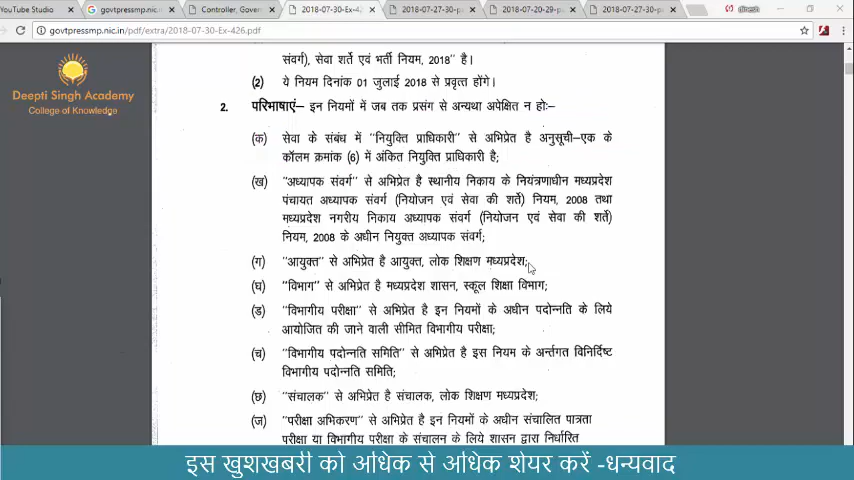 YouTube Studio
govtpressmp.nic.in
Controller, Gover
2018-07-30-Ex-426.pdf
2018-07-27-30-p
2018-07-20-29-p
2018-07-27-30-p
dinesh
govtpressmp.nic.in/pdf/extra/2018-07-30-Ex-426.pdf
Deepti Singh Academy
College of Knowledge
संवर्ग), सेवा शर्ते एवं भर्ती नियम, 2018" है।
(2) ये नियम दिनांक 01 जुलाई 2018 से प्रवृत्त होंगे।
2. परिभाषाएं– इन नियमों में जब तक प्रसंग से अन्यथा अपेक्षित न होः–
(क) सेवा के संबंध में "नियुक्ति प्राधिकारी" से अभिप्रेत है अनुसूची–एक के
कॉलम क्रमांक (6) में अंकित नियुक्ति प्राधिकारी है;
(ख) "अध्यापक संवर्ग" से अभिप्रेत है स्थानीय निकाय के नियंत्रणाधीन मध्यप्रदेश
पंचायत अध्यापक संवर्ग (नियोजन एवं सेवा की शर्ते) नियम, 2008 तथा
मध्यप्रदेश नगरीय निकाय अध्यापक संवर्ग (नियोजन एवं सेवा की शर्ते)
नियम, 2008 के अधीन नियुक्त अध्यापक संवर्ग;
(ग) "आयुक्त" से अभिप्रेत है आयुक्त, लोक शिक्षण मध्यप्रदेश;
(घ) "विभाग" से अभिप्रेत है मध्यप्रदेश शासन, स्कूल शिक्षा विभाग;
(ड) "विभागीय परीक्षा" से अभिप्रेत है इन नियमों के अधीन पदोन्नति के लिये
आयोजित की जाने वाली सीमित विभागीय परीक्षा;
(च) "विभागीय पदोन्नति समिति" से अभिप्रेत है इस नियम के अर्न्तगत विनिर्दिष्ट
विभागीय पदोन्नति समिति;
(छ) "संचालक" से अभिप्रेत है संचालक, लोक शिक्षण मध्यप्रदेश;
(ज) "परीक्षा अभिकरण" से अभिप्रेत है इन नियमों के अधीन संचालित पात्रता
परीक्षा या विभागीय परीक्षा के संचालन के लिये शासन द्वारा निर्धारित
इस खुशखबरी को अधिक से अधिक शेयर करें -धन्यवाद